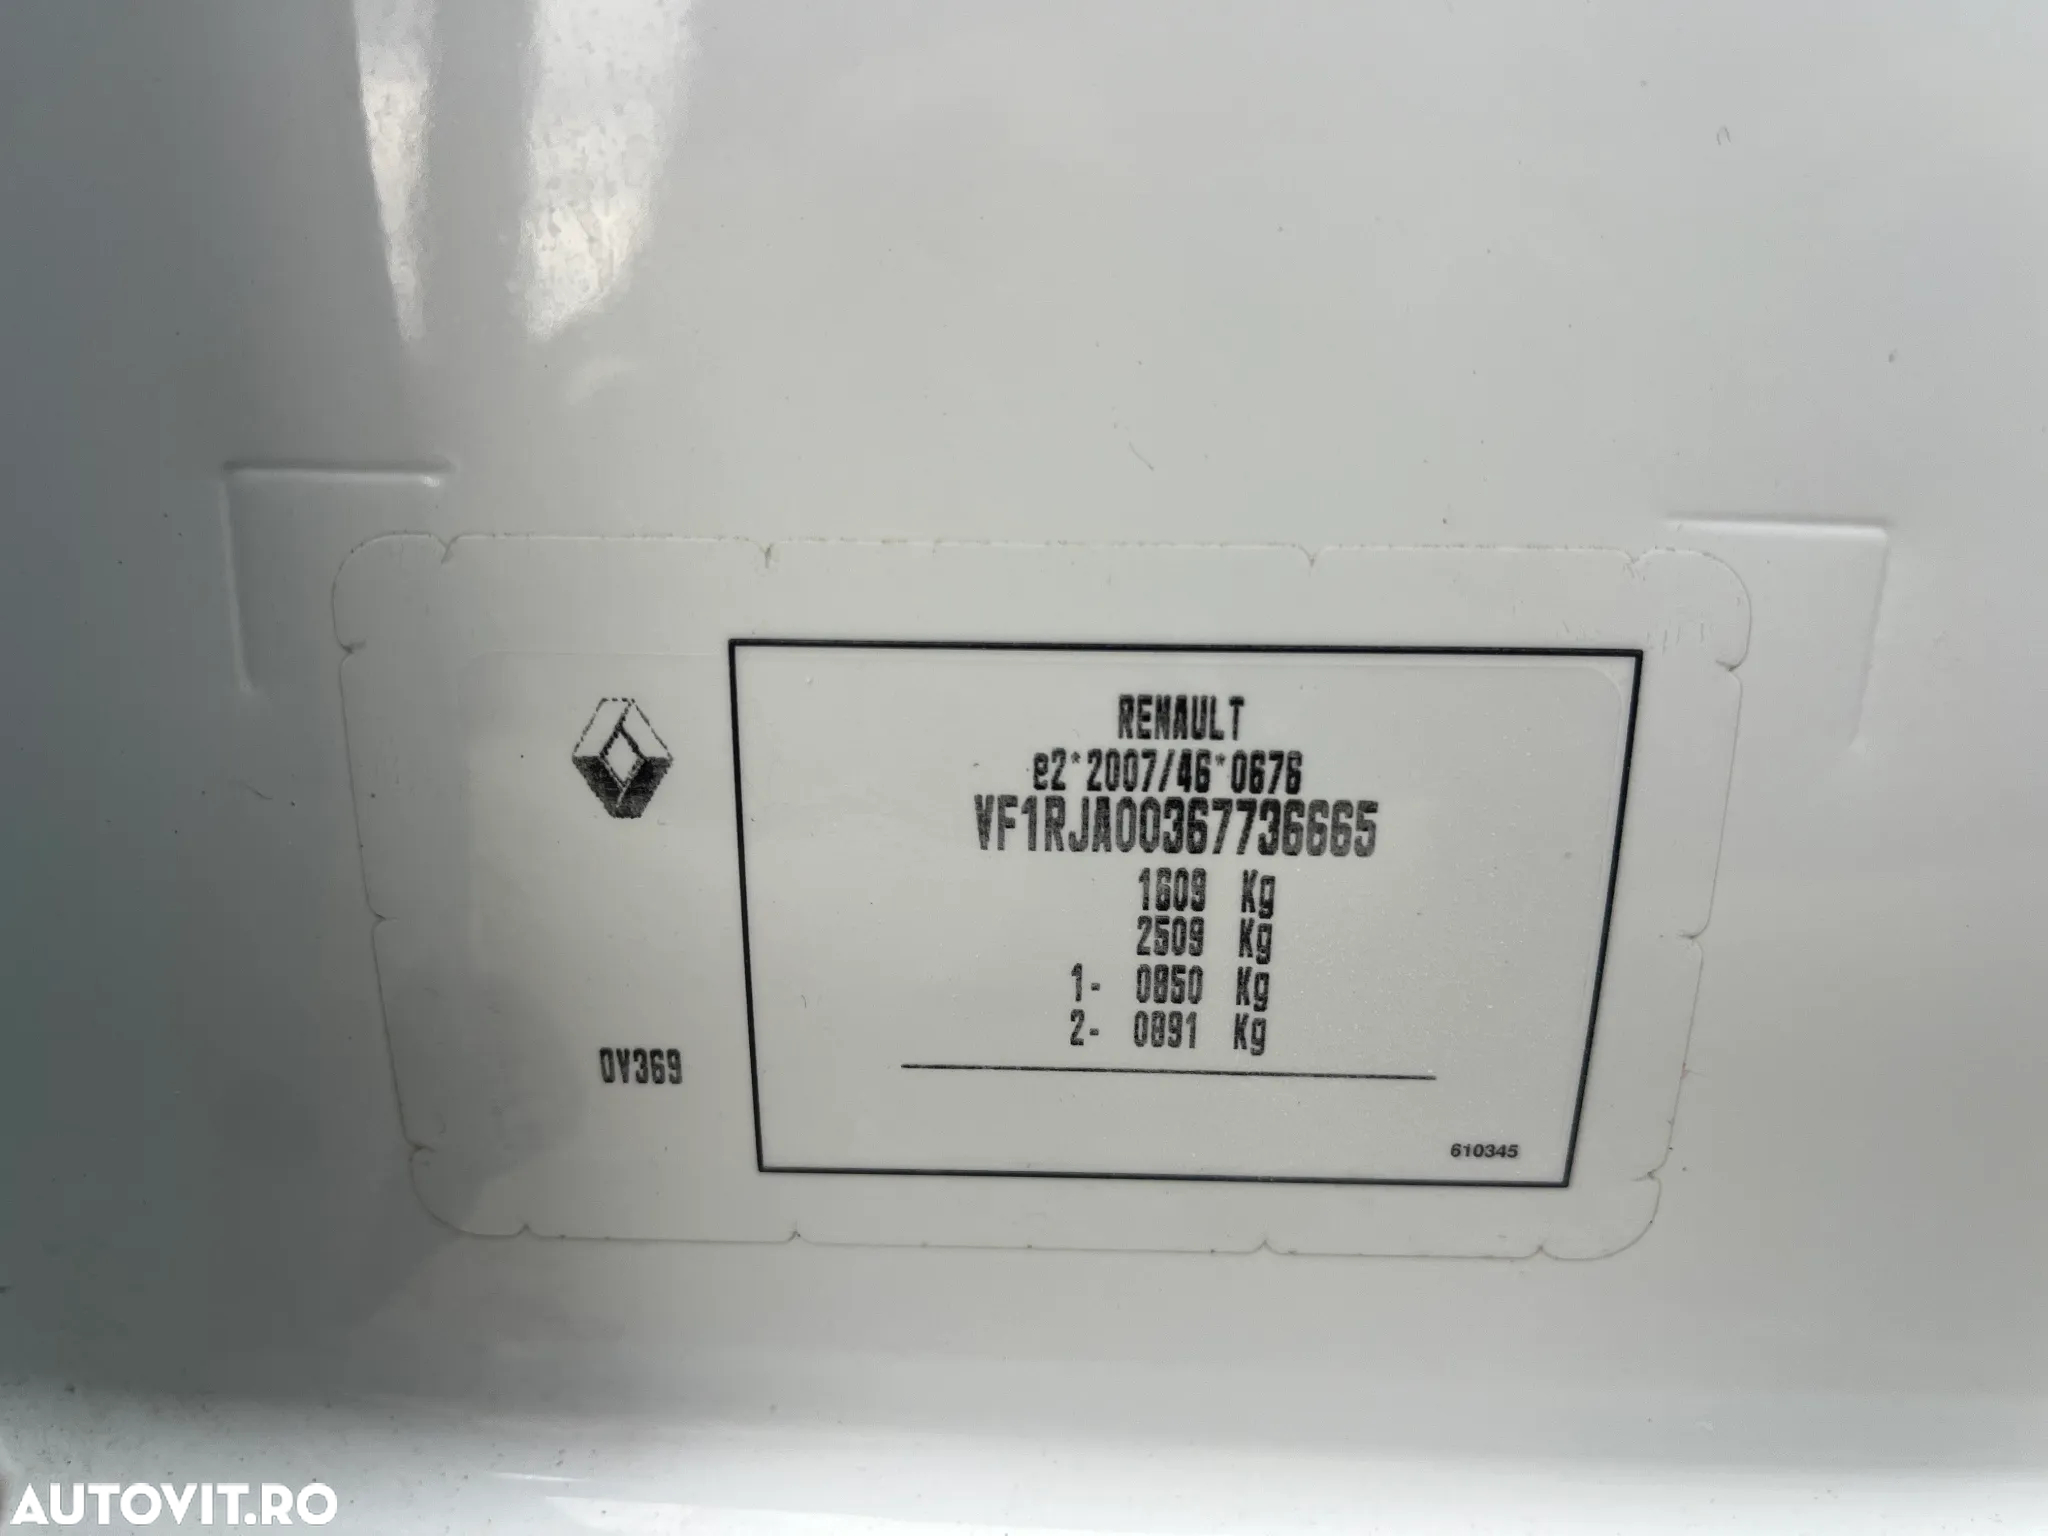 RENAULT
e2*2007/46*0676
VF1RJA00367736665
1609 Kg
2509 Kg
1- 0850 Kg
2- 0891 Kg
0V369
610345
AUTOVIT.RO